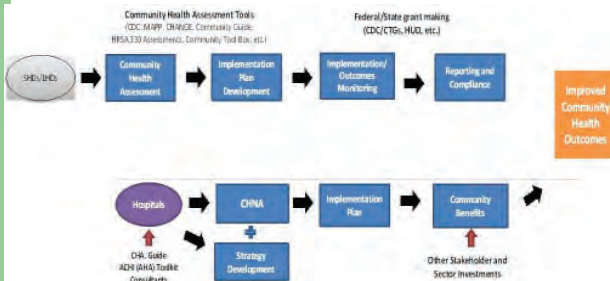 Community Health Assessment Tools
(CDC, MAPP, CHANGE, Community Guide,
HRSA 330 Assessments, Community Tool Box, etc.)
Federal/State grant making
(CDC/CTGs, HUD, etc.)
SHDs/LHDs
Community
Health
Assessment
Implementation
Plan
Development
Implementation/
Outcomes
Monitoring
Reporting and
Compliance
Improved
Community
Health
Outcomes
Hospitals
CHNA
Implementation
Plan
Community
Benefits
Strategy
Development
CHA. Guide
ACHI (AHA) Toolkit
Consultants
Other Stakeholder and
Sector Investments